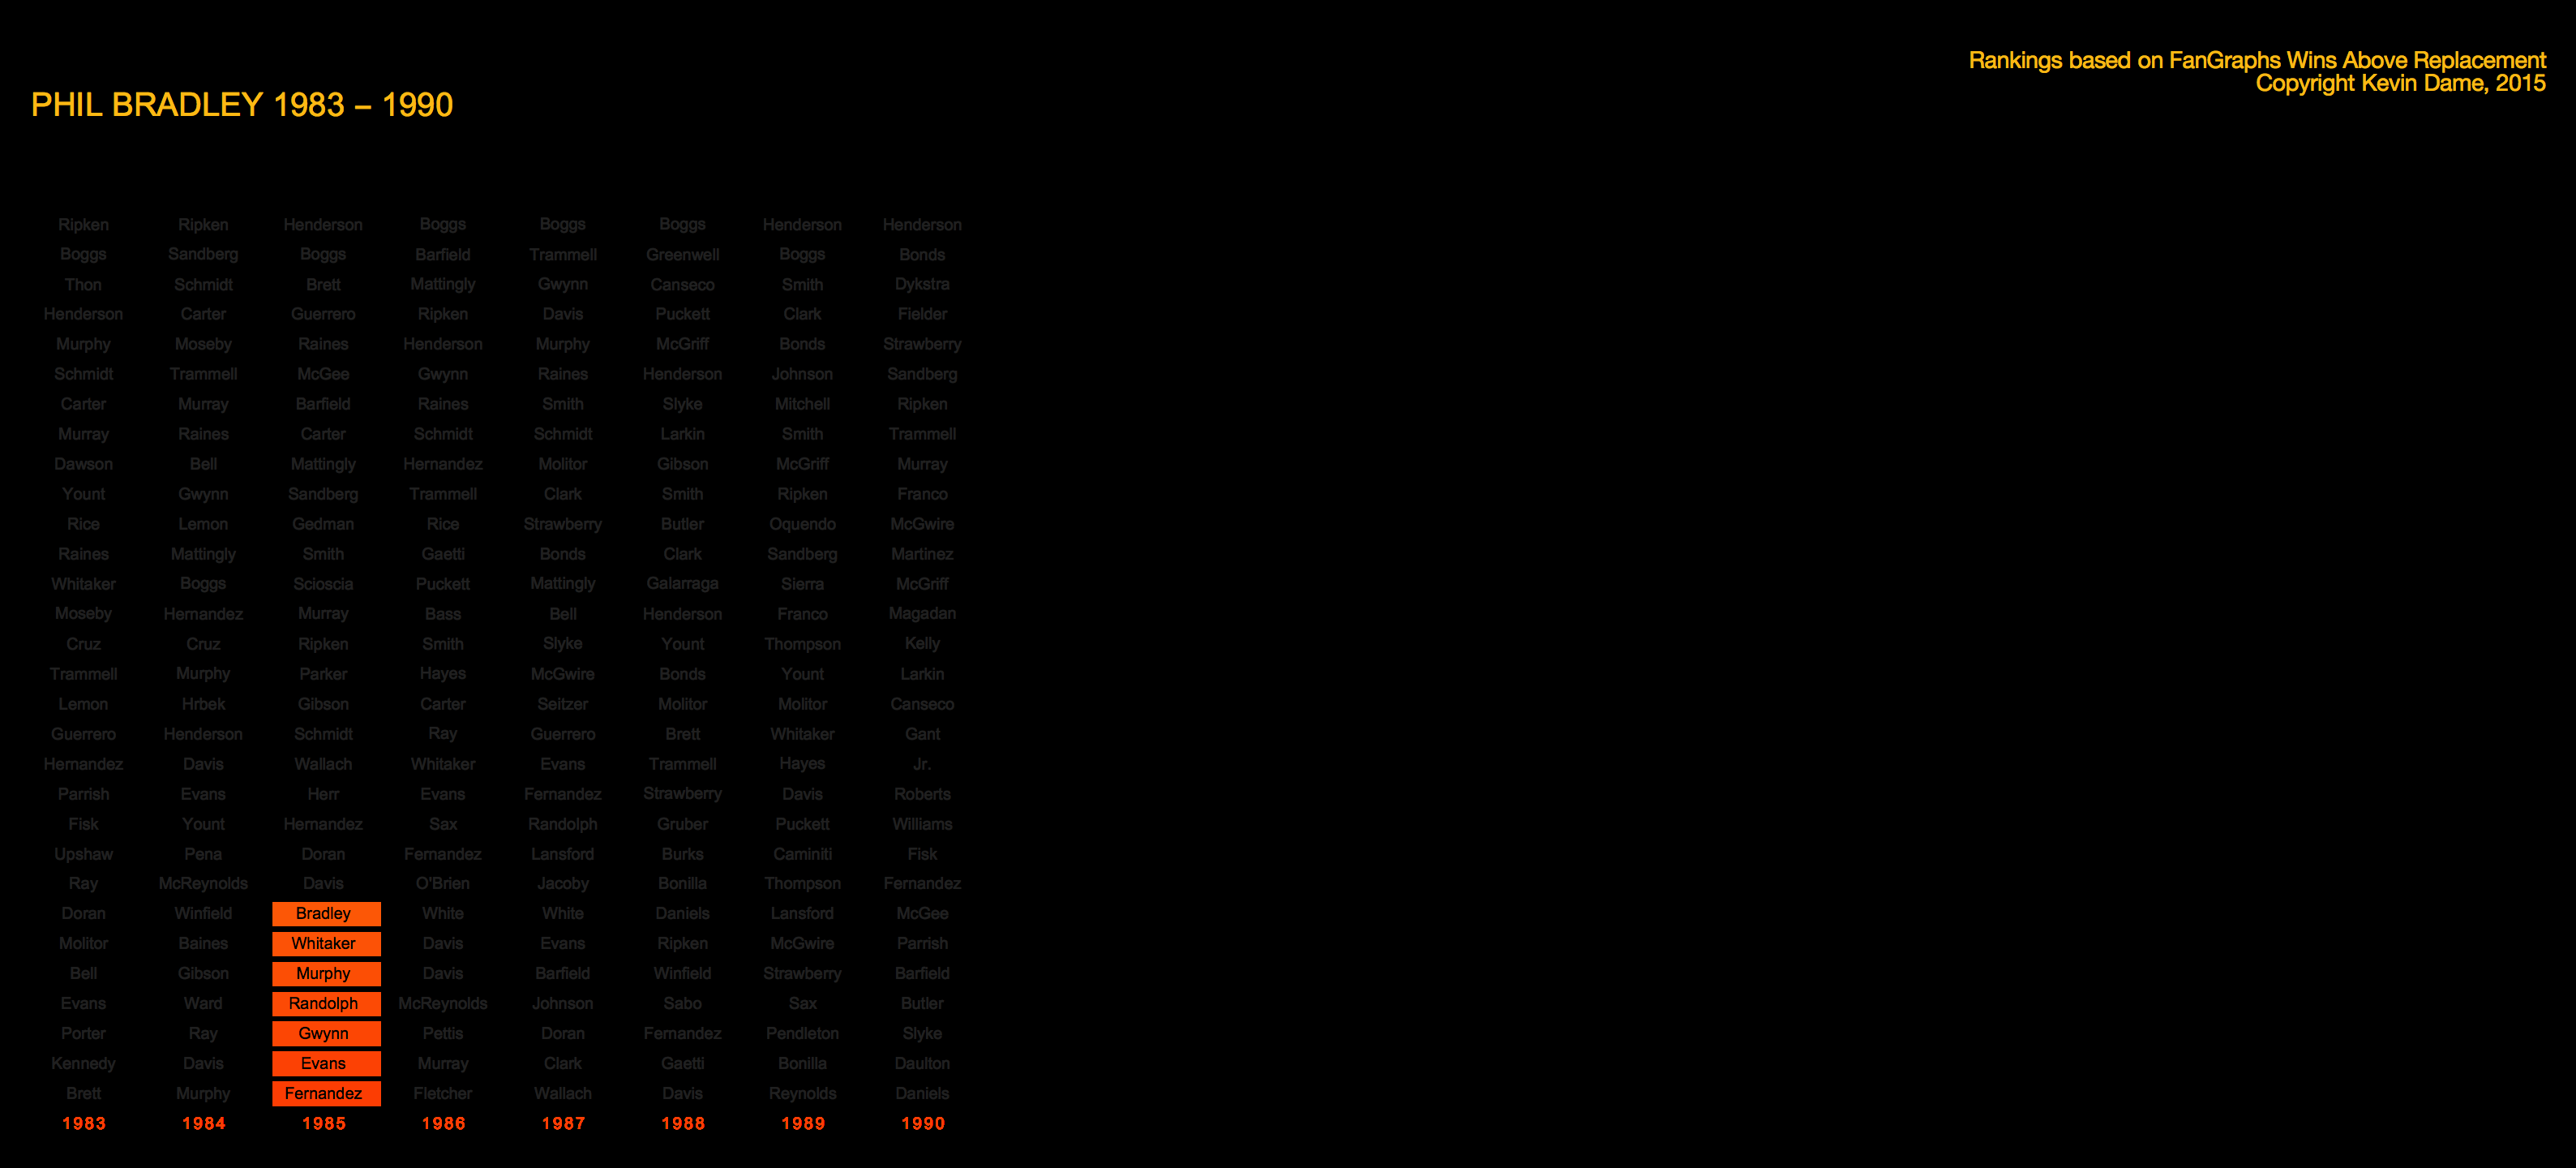 Rankings based on FanGraphs Wins Above Replacement
Copyright Kevin Dame, 2015
PHIL BRADLEY 1983 – 1990
Ripken Ripken Henderson Boggs Boggs Boggs Henderson Henderson
Boggs Sandberg Boggs Barfield Trammell Greenwell Boggs Bonds
Thon Schmidt Brett Mattingly Gwynn Canseco Smith Dykstra
Henderson Carter Guerrero Ripken Davis Puckett Clark Fielder
Murphy Moseby Raines Henderson Murphy McGriff Bonds Strawberry
Schmidt Trammell McGee Gwynn Raines Henderson Johnson Sandberg
Carter Murray Barfield Raines Smith Slyke Mitchell Ripken
Murray Raines Carter Schmidt Schmidt Larkin Smith Trammell
Dawson Bell Mattingly Hernandez Molitor Gibson McGriff Murray
Yount Gwynn Sandberg Trammell Clark Smith Ripken Franco
Rice Lemon Gedman Rice Strawberry Butler Oquendo McGwire
Raines Mattingly Smith Gaetti Bonds Clark Sandberg Martinez
Whitaker Boggs Scioscia Puckett Mattingly Galarraga Sierra McGriff
Moseby Hernandez Murray Bass Bell Henderson Franco Magadan
Cruz Cruz Ripken Smith Slyke Yount Thompson Kelly
Trammell Murphy Parker Hayes McGwire Bonds Yount Larkin
Lemon Hrbek Gibson Carter Seitzer Molitor Molitor Canseco
Guerrero Henderson Schmidt Ray Guerrero Brett Whitaker Gant
Hernandez Davis Wallach Whitaker Evans Trammell Hayes Jr.
Parrish Evans Herr Evans Fernandez Strawberry Davis Roberts
Fisk Yount Hernandez Sax Randolph Gruber Puckett Williams
Upshaw Pena Doran Fernandez Lansford Burks Caminiti Fisk
Ray McReynolds Davis O'Brien Jacoby Bonilla Thompson Fernandez
Doran Winfield Bradley White White Daniels Lansford McGee
Molitor Baines Whitaker Davis Evans Ripken McGwire Parrish
Bell Gibson Murphy Davis Barfield Winfield Strawberry Barfield
Evans Ward Randolph McReynolds Johnson Sabo Sax Butler
Porter Ray Gwynn Pettis Doran Fernandez Pendleton Slyke
Kennedy Davis Evans Murray Clark Gaetti Bonilla Daulton
Brett Murphy Fernandez Fletcher Wallach Davis Reynolds Daniels
1983 1984 1985 1986 1987 1988 1989 1990